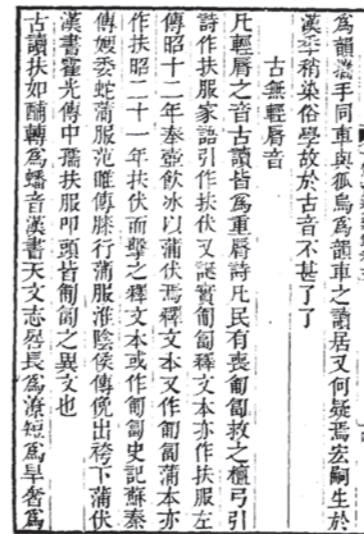 爲韻攜手同車與狐烏爲韻車之讀居又何疑焉宏嗣生於
漢季稍染俗學故於古音不甚了了
古無輕脣音
凡輕脣之音古讀皆爲重脣詩凡民有喪匍匐救之檀弓引
詩作扶服家語引作扶伏又誕實匍匐釋文本亦作扶服左
傳昭十二年奉壺飲冰以蒲伏焉釋文本又作匍匐蒲本亦
作扶昭二十一年扶伏而擊之釋文本或作匍匐史記蘇秦
傳嫂委蛇蒲服范睢傳膝行蒲服淮陰侯傳俛出袴下蒲伏
漢書霍光傳中孺扶服叩頭皆匍匐之異文也
古讀扶如酺轉爲蟠音漢書天文志晷長爲潦短爲旱奢爲